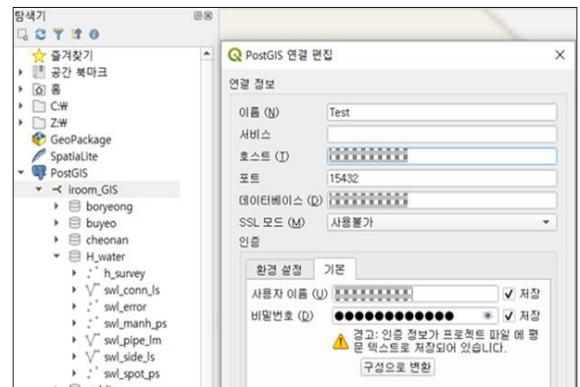 탐색기
즐겨찾기
공간 북마크
홈
C:₩
Z:₩
GeoPackage
SpatiaLite
PostGIS
iroom_GIS
boryeong
buyeo
cheonan
H_water
h_survey
swl_conn_ls
swl_error
swl_manh_ps
swl_pipe_lm
swl_side_ls
swl_spot_ps
PostGIS 연결 편집
연결 정보
이름 (N) Test
서비스
호스트 (T)
포트 15432
데이터베이스 (D)
SSL 모드 (M) 사용불가
인증
환경 설정 기본
사용자 이름 (U) 저장
비밀번호 (D) ●●●●●●●●●●●● 저장
경고: 인증 정보가 프로젝트 파일 에 평
문 텍스트로 저장되어 있습니다.
구성으로 변환